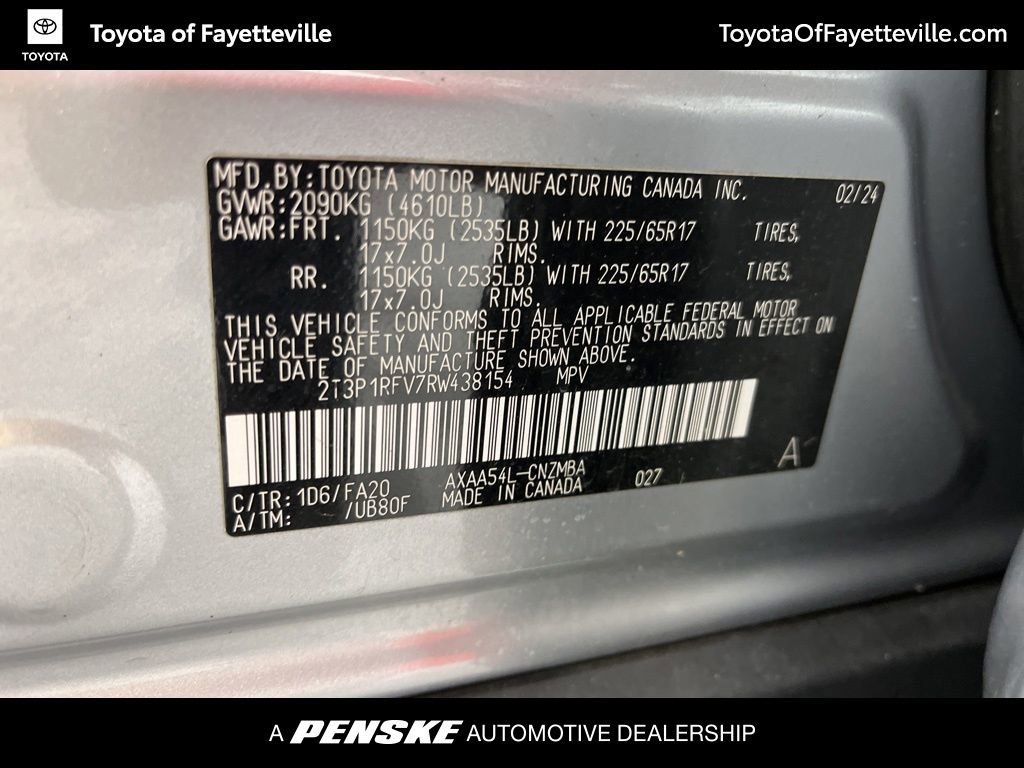 TOYOTA
Toyota of Fayetteville
ToyotaOfFayetteville.com
MFD.BY:TOYOTA MOTOR MANUFACTURING CANADA INC. 02/24
GVWR:2090KG (4610LB)
GAWR:FRT. 1150KG (2535LB) WITH 225/65R17 TIRES,
17x7.0J RIMS.
RR. 1150KG (2535LB) WITH 225/65R17 TIRES,
17x7.0J RIMS.
THIS VEHICLE CONFORMS TO ALL APPLICABLE FEDERAL MOTOR
VEHICLE SAFETY AND THEFT PREVENTION STANDARDS IN EFFECT ON
THE DATE OF MANUFACTURE SHOWN ABOVE.
2T3P1RFV7RW438154 MPV
A
C/TR: 1D6/FA20 AXAA54L-CNZMBA 027
A/TM: /UB80F MADE IN CANADA
A PENSKE AUTOMOTIVE DEALERSHIP